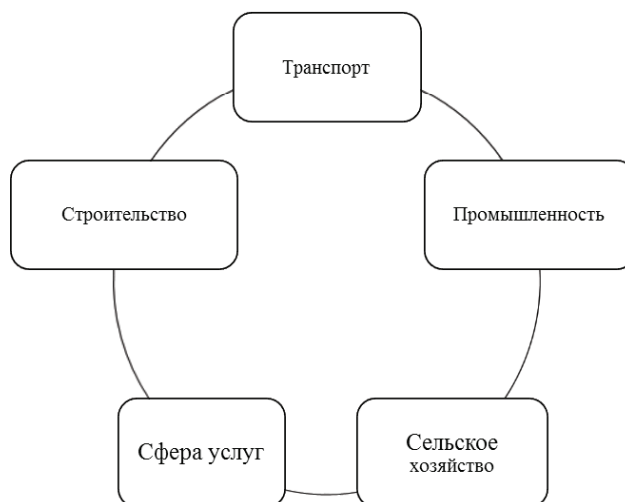 Транспорт
Строительство
Промышленность
Сфера услуг
Сельское
хозяйство